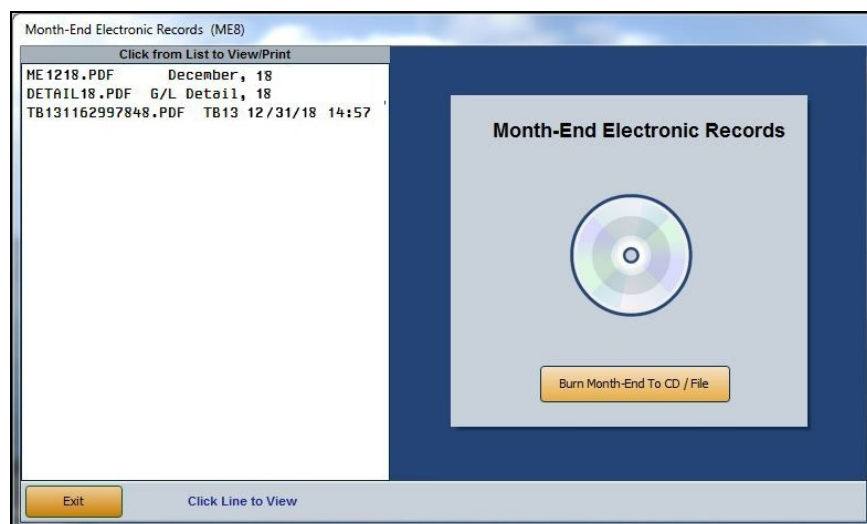 Month-End Electronic Records (ME8)
Click from List to View/Print
ME1218.PDF December, 18
DETAIL18.PDF G/L Detail, 18
TB131162997848.PDF TB13 12/31/18 14:57 '
Month-End Electronic Records
Burn Month-End To CD / File
Exit
Click Line to View